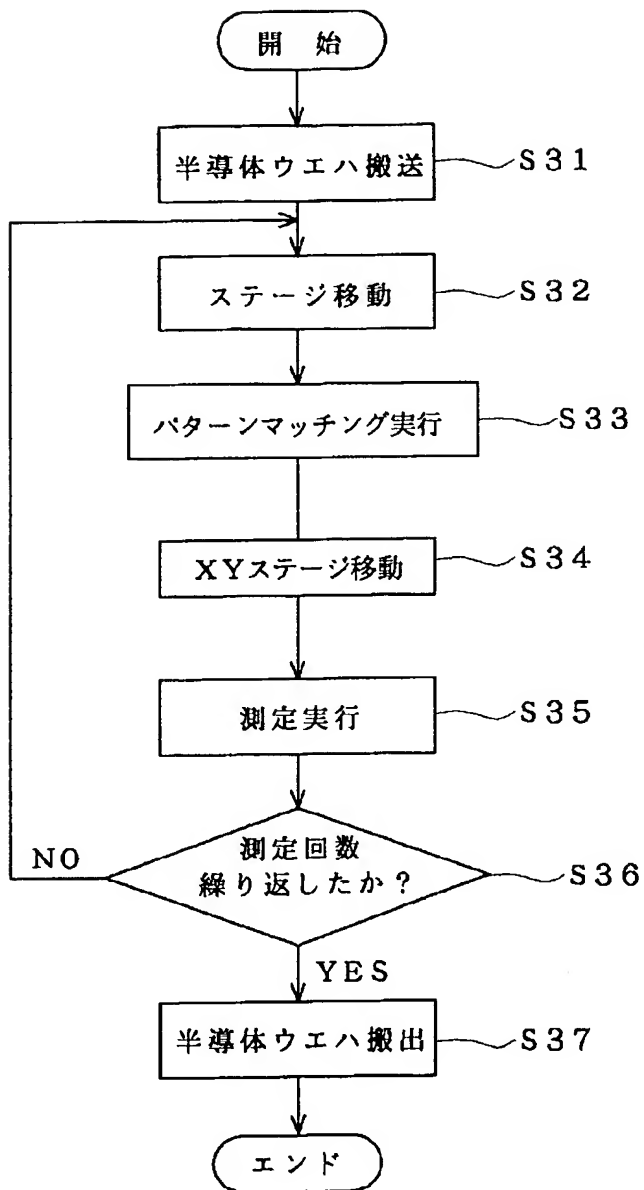 開 始
半導体ウエハ搬送
S31
ステージ移動
S32
パターンマッチング実行
S33
XYステージ移動
S34
測定実行
S35
測定回数
繰り返したか?
S36
NO
YES
半導体ウエハ搬出
S37
エンド